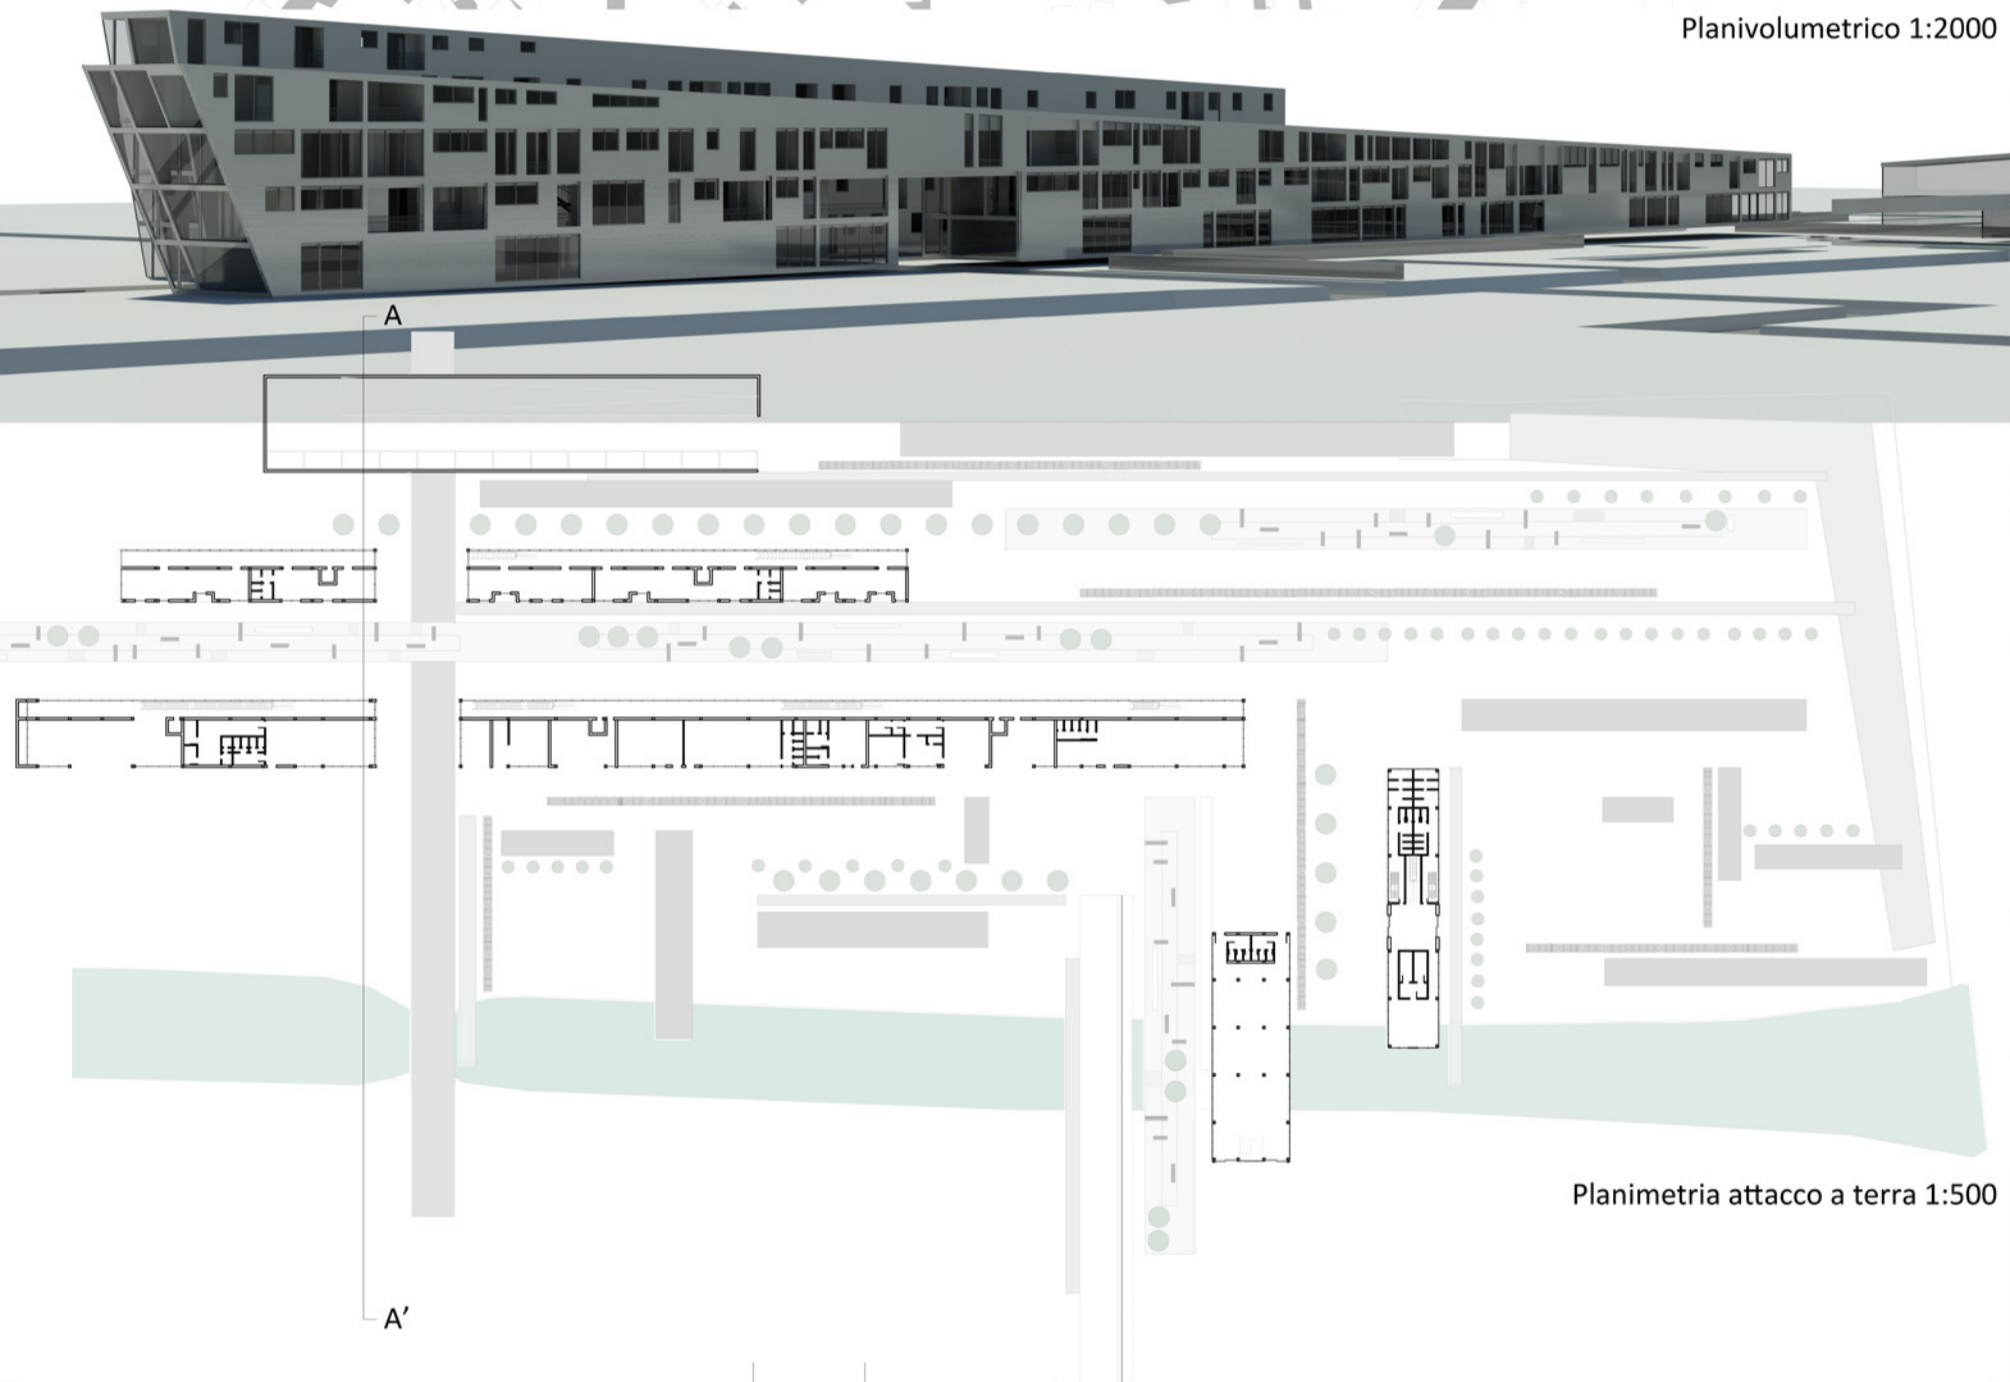 Planivolumetrico 1:2000
A
Planimetria attacco a terra 1:500
A’